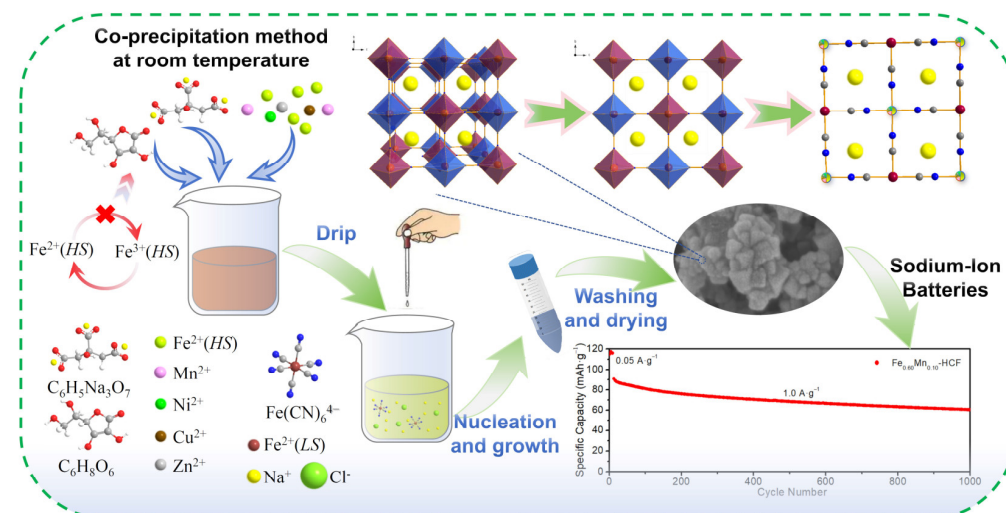 Co-precipitation method
at room temperature
Fe²⁺(HS)
Fe³⁺(HS)
Drip
Washing
and drying
Sodium-Ion
Batteries
Nucleation
and growth
C₆H₅Na₃O₇
C₆H₈O₆
Fe²⁺(HS)
Mn²⁺
Ni²⁺
Cu²⁺
Zn²⁺
Fe(CN)₆⁴⁻
Fe²⁺(LS)
Na⁺
Cl⁻
Specific Capacity (mAh·g⁻¹)
120
100
80
60
40
20
0
0.05 A·g⁻¹
1.0 A·g⁻¹
Fe₀.₆₀Mn₀.₁₀-HCF
0
200
400
600
800
1000
Cycle Number